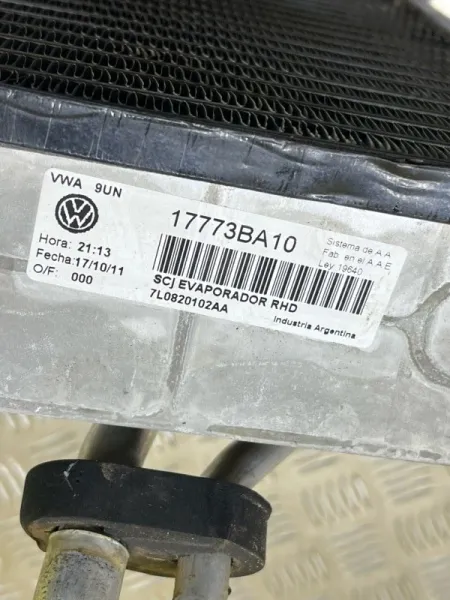 VWA 9UN
17773BA10
Hora: 21:13
Fecha:17/10/11
O/F: 000
SCj EVAPORADOR RHD
7L0820102AA
Sistema de A.A
Fab. en el A.A.E.
Ley 19640
Industria Argentina